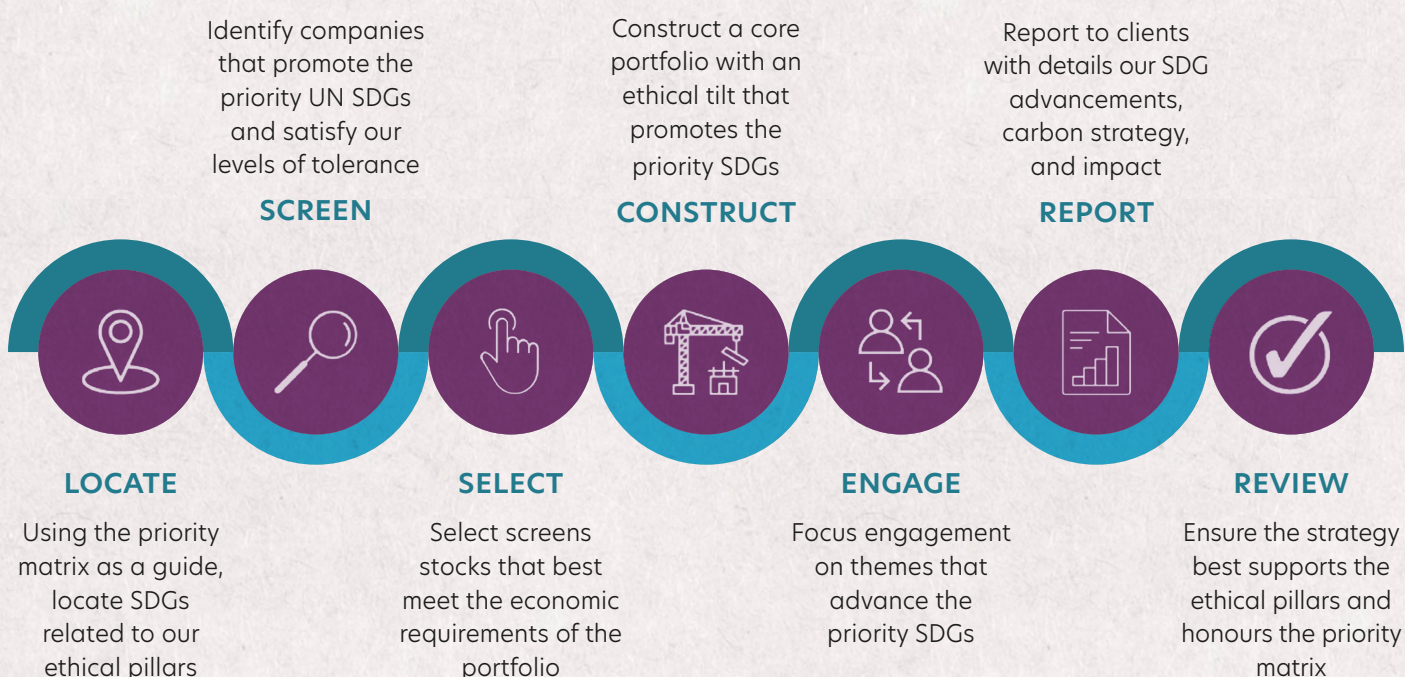 Identify companies
that promote the
priority UN SDGs
and satisfy our
levels of tolerance
SCREEN
Construct a core
portfolio with an
ethical tilt that
promotes the
priority SDGs
CONSTRUCT
Report to clients
with details our SDG
advancements,
carbon strategy,
and impact
REPORT
LOCATE
Using the priority
matrix as a guide,
locate SDGs
related to our
ethical pillars
SELECT
Select screens
stocks that best
meet the economic
requirements of the
portfolio
ENGAGE
Focus engagement
on themes that
advance the
priority SDGs
REVIEW
Ensure the strategy
best supports the
ethical pillars and
honours the priority
matrix